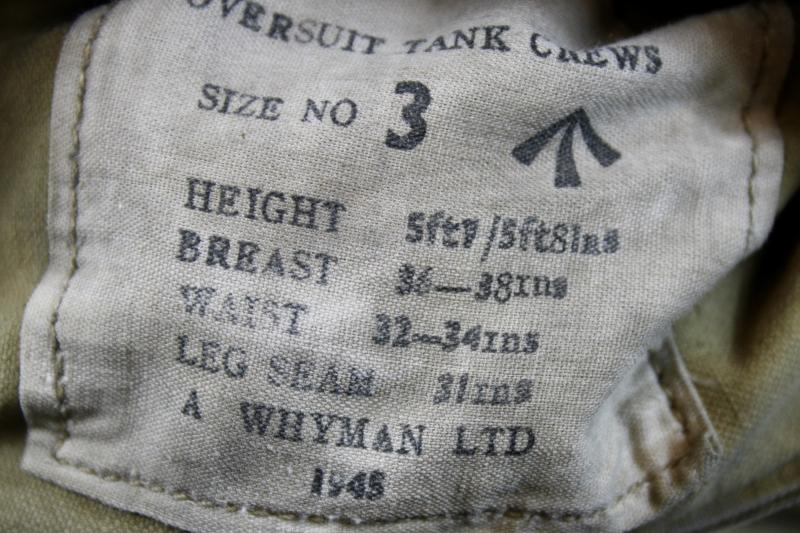 OVERSUIT TANK CREWS
SIZE NO 3
HEIGHT 5ft7/5ft8ins
BREAST 36—38ins
WAIST 32—34ins
LEG SEAM 31ins
A WHYMAN LTD
1945